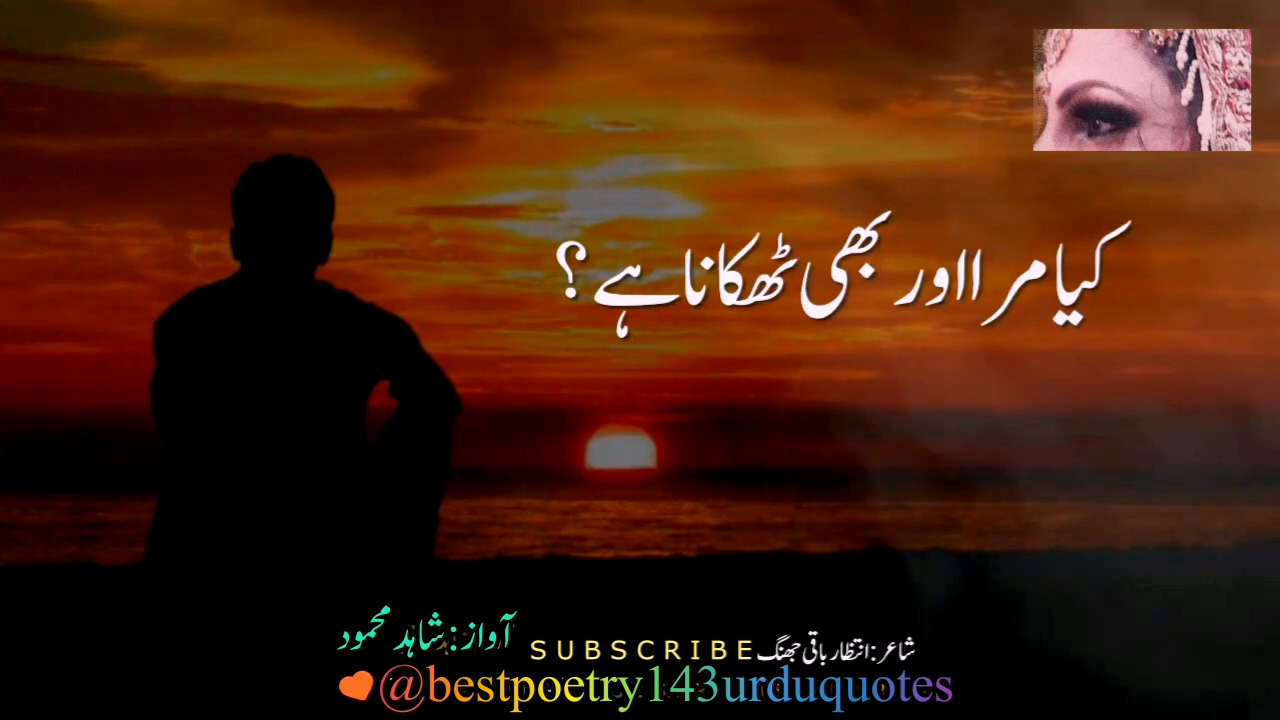 کیا مرا اور بھی ٹھکانا ہے ؟
آواز: شاہد محمود
SUBSCRIBE
شاعر: انتظار باقی جھنگ
@bestpoetry143urduquotes